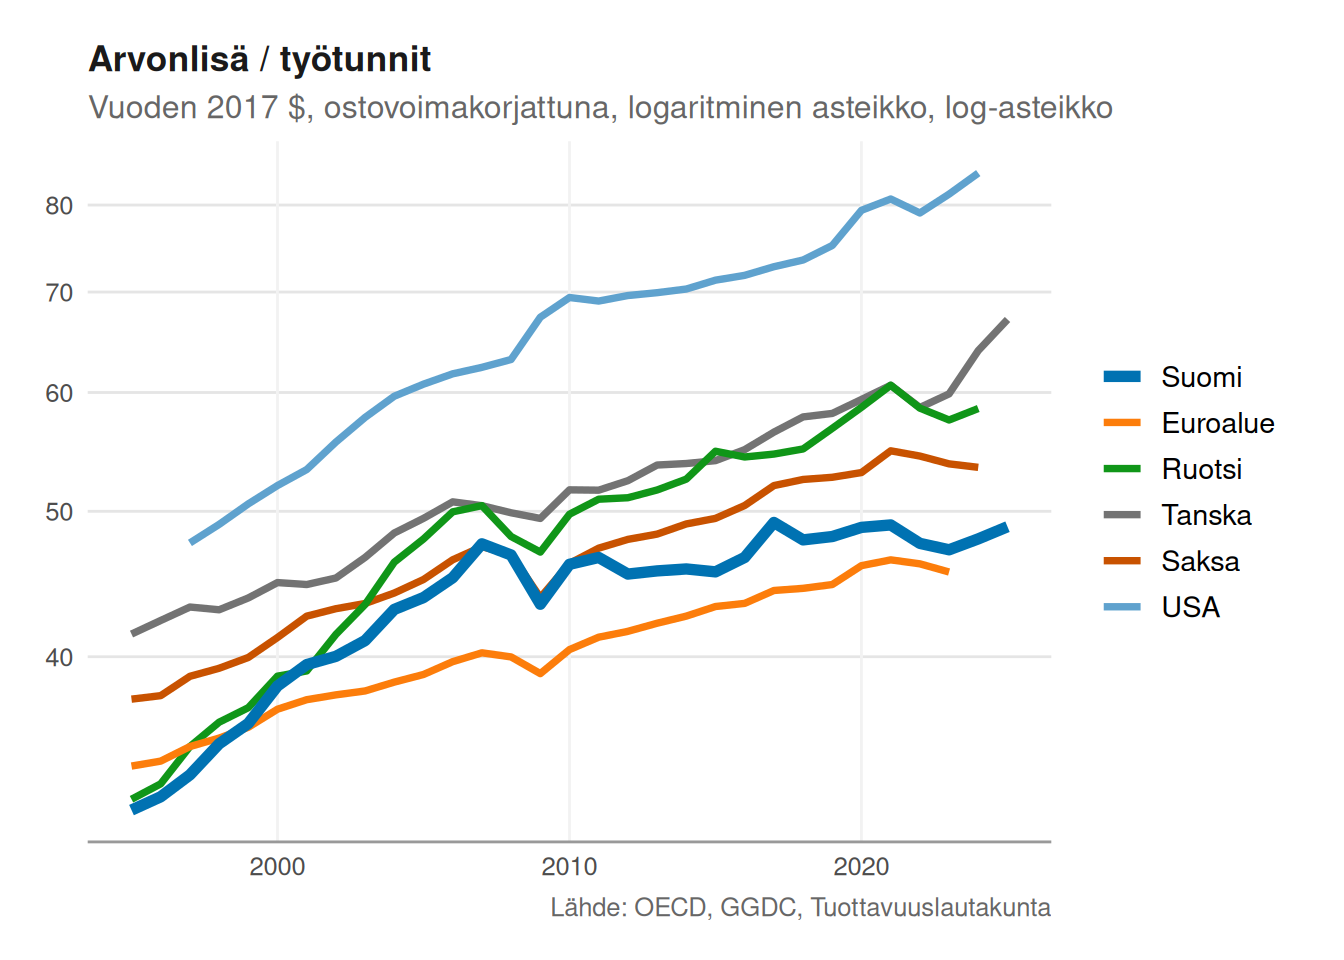 Arvonlisä / työtunnit
Vuoden 2017 $, ostovoimakorjattuna, logaritminen asteikko, log-asteikko
80
70
60
50
40
2000 2010 2020
Suomi
Euroalue
Ruotsi
Tanska
Saksa
USA
Lähde: OECD, GGDC, Tuottavuuslautakunta